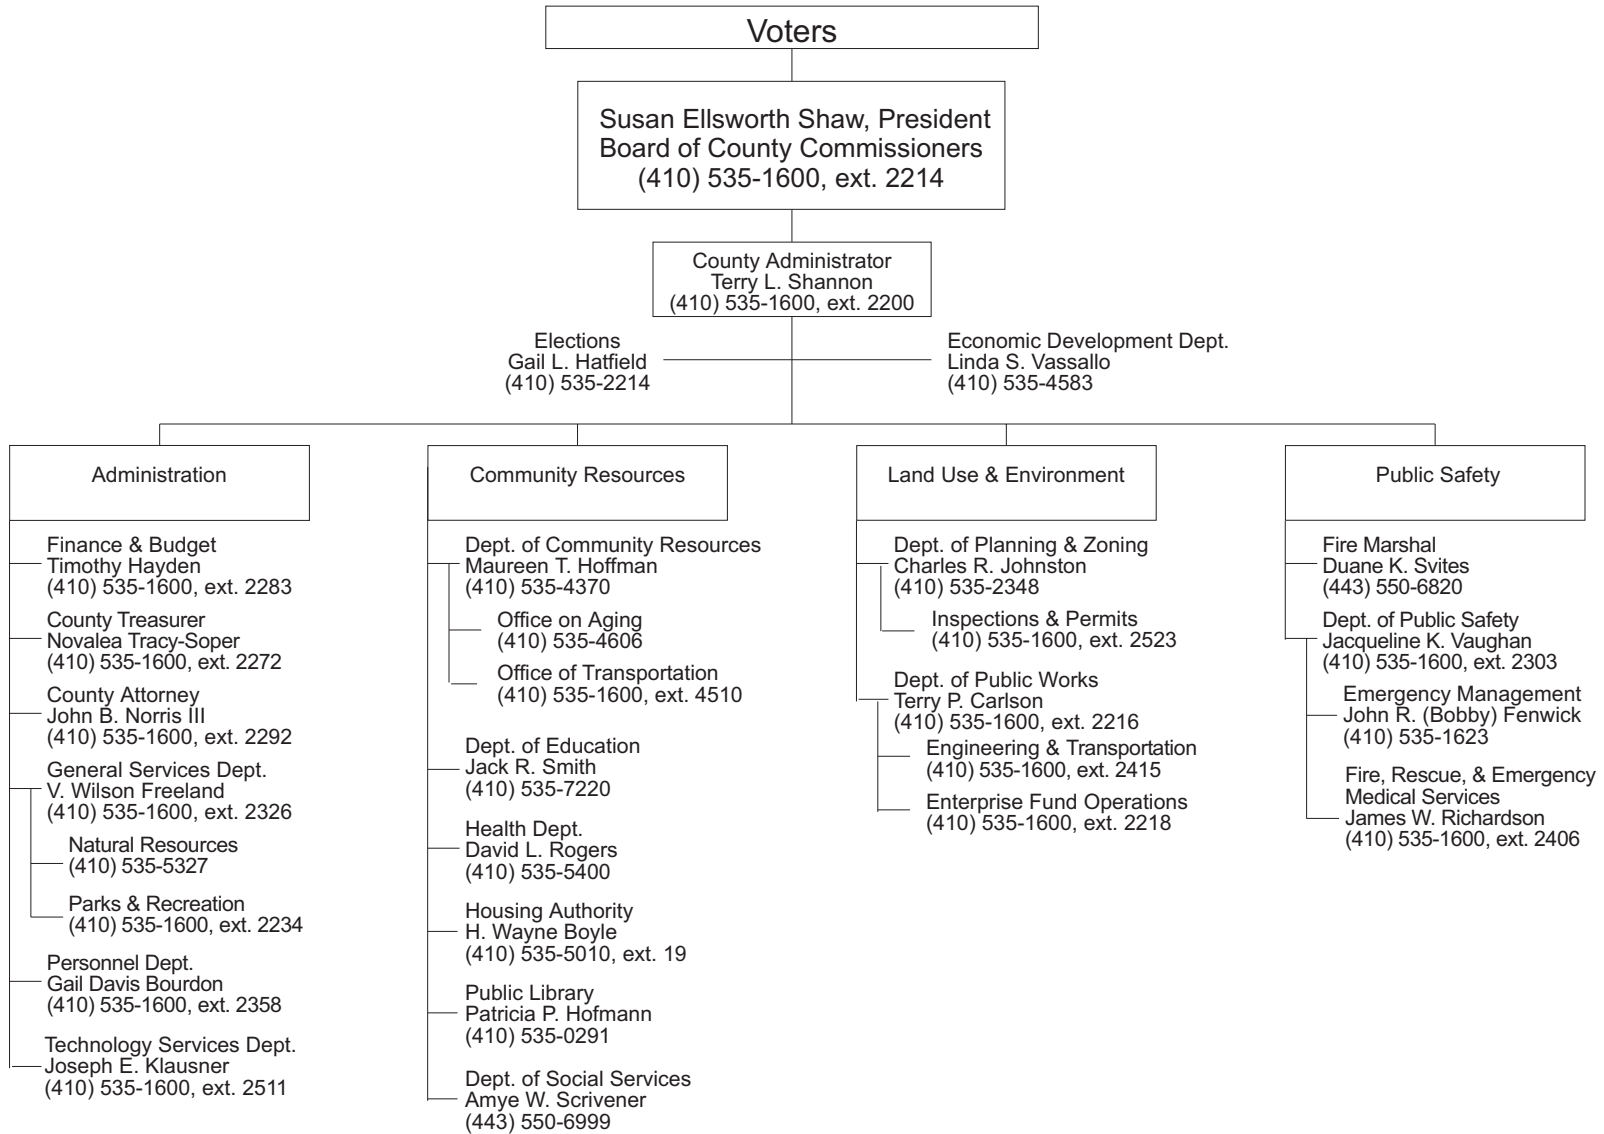 Voters
Susan Ellsworth Shaw, President
Board of County Commissioners
(410) 535-1600, ext. 2214
County Administrator
Terry L. Shannon
(410) 535-1600, ext. 2200
Elections
Gail L. Hatfield
(410) 535-2214
Economic Development Dept.
Linda S. Vassallo
(410) 535-4583
Administration
Finance & Budget
Timothy Hayden
(410) 535-1600, ext. 2283
County Treasurer
Novalea Tracy-Soper
(410) 535-1600, ext. 2272
County Attorney
John B. Norris III
(410) 535-1600, ext. 2292
General Services Dept.
V. Wilson Freeland
(410) 535-1600, ext. 2326
Natural Resources
(410) 535-5327
Parks & Recreation
(410) 535-1600, ext. 2234
Personnel Dept.
Gail Davis Bourdon
(410) 535-1600, ext. 2358
Technology Services Dept.
Joseph E. Klausner
(410) 535-1600, ext. 2511
Community Resources
Dept. of Community Resources
Maureen T. Hoffman
(410) 535-4370
Office on Aging
(410) 535-4606
Office of Transportation
(410) 535-1600, ext. 4510
Dept. of Education
Jack R. Smith
(410) 535-7220
Health Dept.
David L. Rogers
(410) 535-5400
Housing Authority
H. Wayne Boyle
(410) 535-5010, ext. 19
Public Library
Patricia P. Hofmann
(410) 535-0291
Dept. of Social Services
Amye W. Scrivener
(443) 550-6999
Land Use & Environment
Dept. of Planning & Zoning
Charles R. Johnston
(410) 535-2348
Inspections & Permits
(410) 535-1600, ext. 2523
Dept. of Public Works
Terry P. Carlson
(410) 535-1600, ext. 2216
Engineering & Transportation
(410) 535-1600, ext. 2415
Enterprise Fund Operations
(410) 535-1600, ext. 2218
Public Safety
Fire Marshal
Duane K. Svites
(443) 550-6820
Dept. of Public Safety
Jacqueline K. Vaughan
(410) 535-1600, ext. 2303
Emergency Management
John R. (Bobby) Fenwick
(410) 535-1623
Fire, Rescue, & Emergency
Medical Services
James W. Richardson
(410) 535-1600, ext. 2406